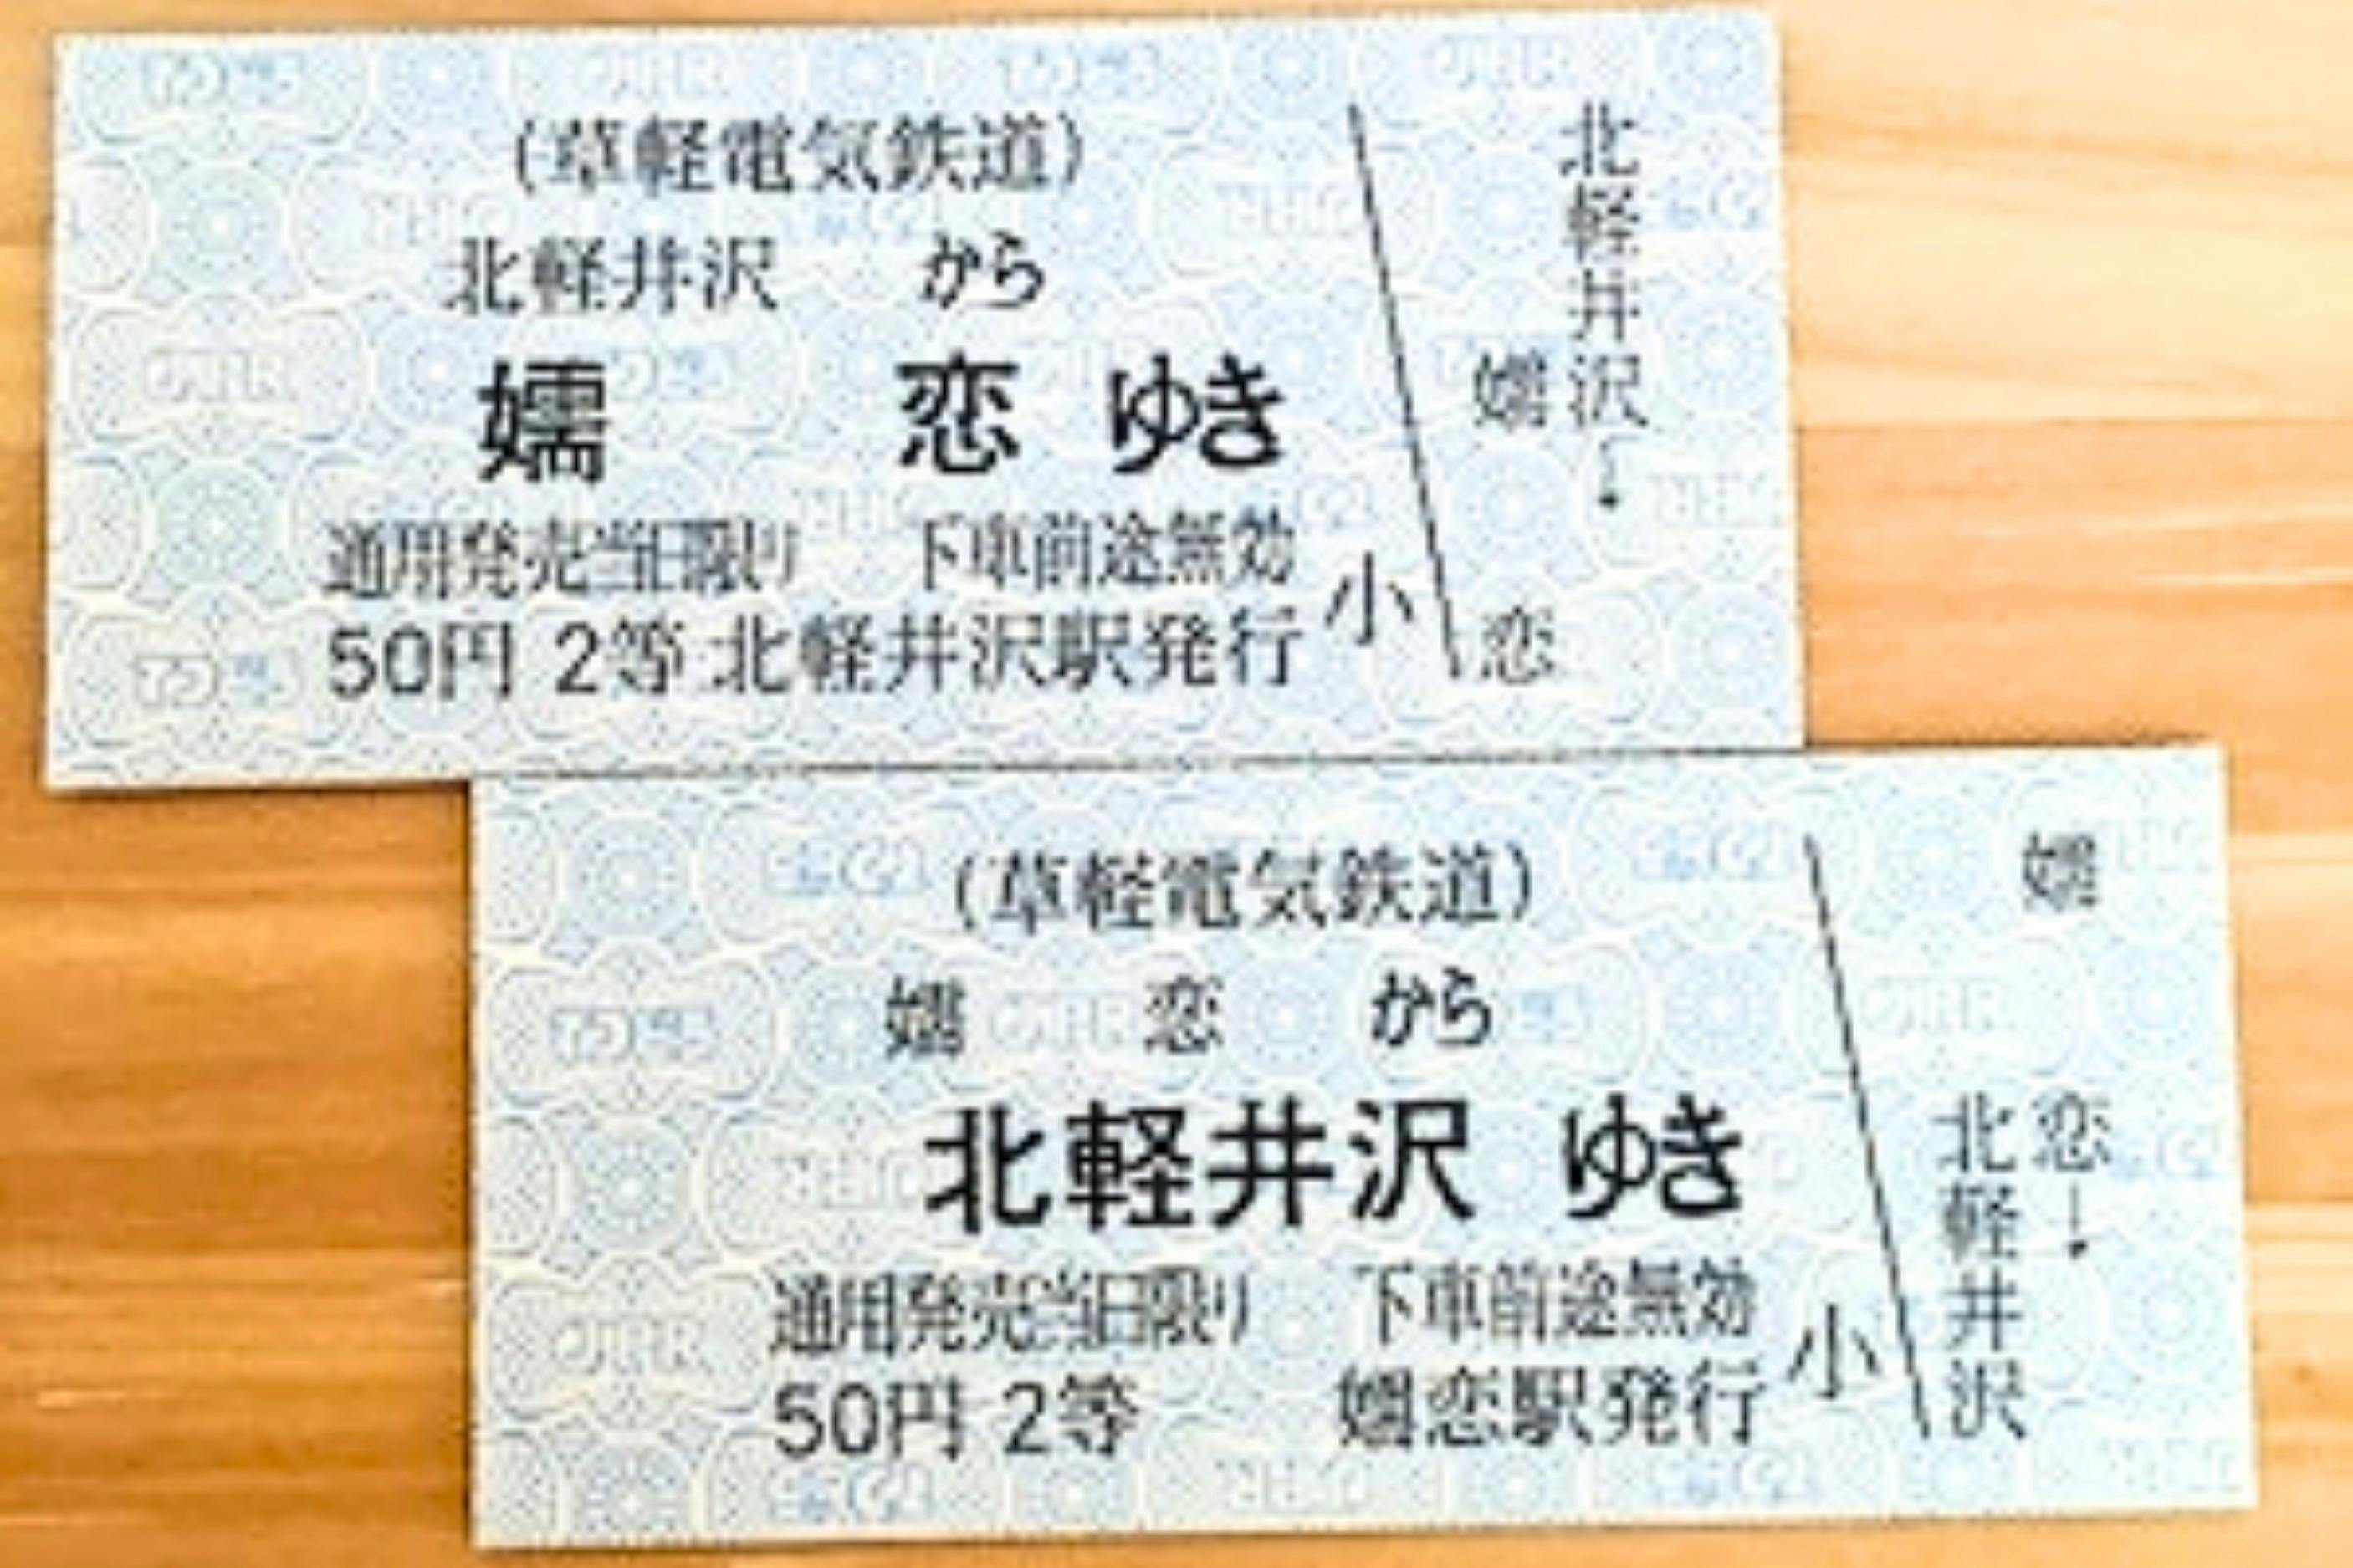 (草軽電気鉄道)
北軽井沢 から
嬬 恋 ゆき
通用発売当日限り 下車前途無効
50円 2等 北軽井沢駅発行
小
北軽井沢→
嬬 恋
(草軽電気鉄道)
嬬 恋 から
北軽井沢 ゆき
通用発売当日限り 下車前途無効
50円 2等 嬬恋駅発行
小
嬬 恋→
北軽井沢